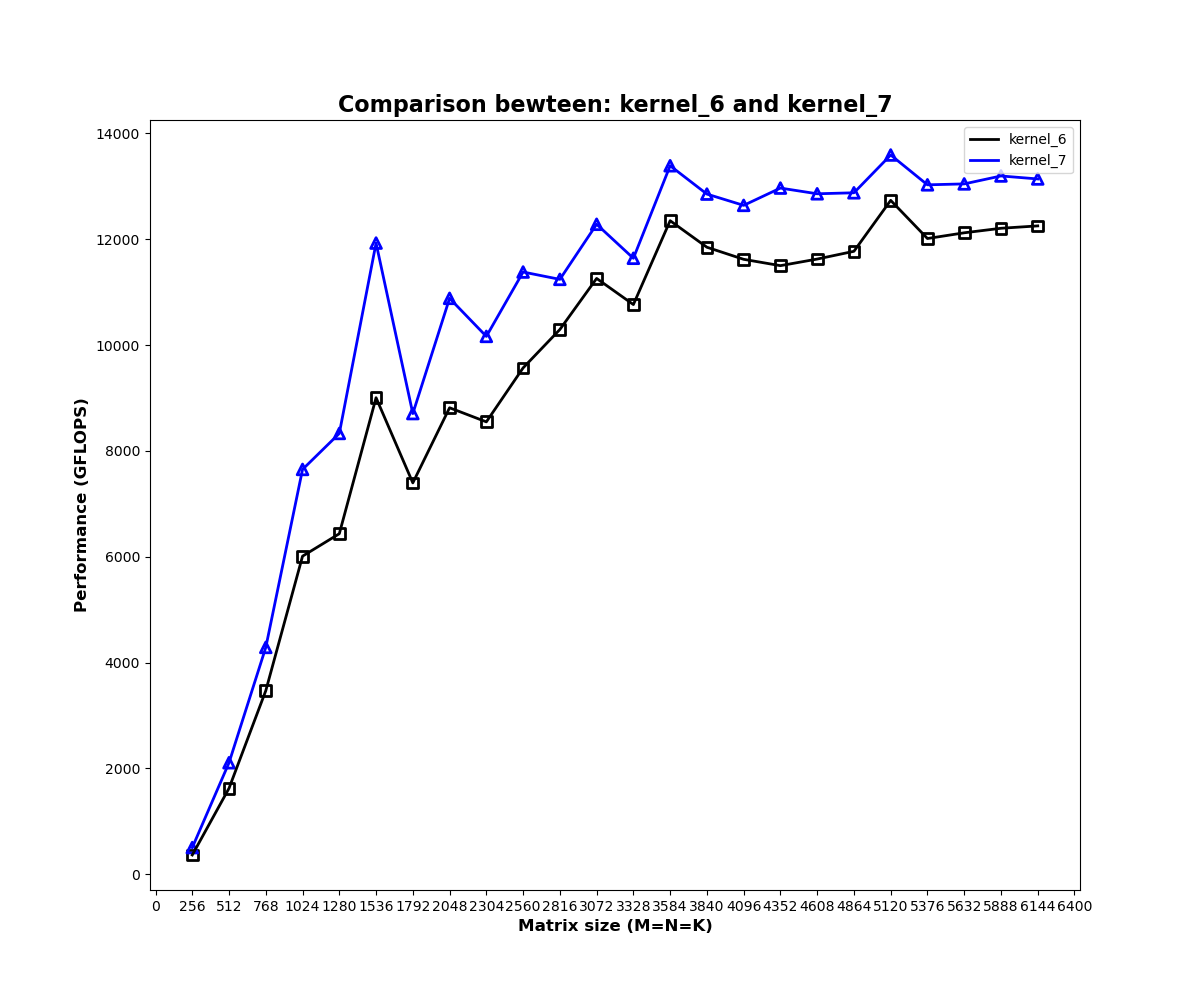 Comparison bewteen: kernel_6 and kernel_7
kernel_6
kernel_7
14000
12000
10000
8000
6000
4000
2000
0
Performance (GFLOPS)
0 256 512 768 1024 1280 1536 1792 2048 2304 2560 2816 3072 3328 3584 3840 4096 4352 4608 4864 5120 5376 5632 5888 6144 6400
Matrix size (M=N=K)